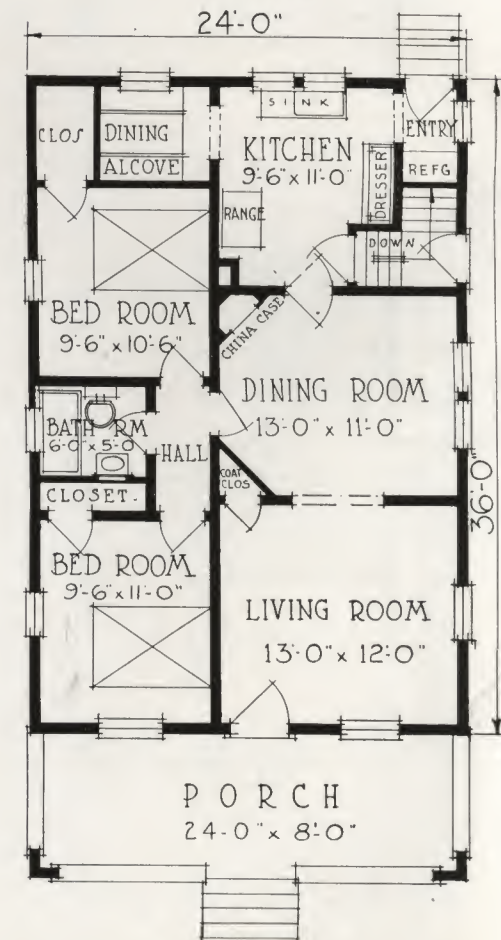 24'-0"
SINK
CLOS
DINING
ALCOVE
KITCHEN
9'-6" x 11'-0"
ENTRY
REFG
DRESSER
RANGE
DOWN
BED ROOM
9'-6" x 10'-6"
CHINA CASE
DINING ROOM
13'-0" x 11'-0"
BATH RM
6'-0" x 5'-0
HALL
COAT
CLOS
CLOSET.
36'-0"
BED ROOM
9'-6" x 11'-0"
LIVING ROOM
13'-0" x 12'-0"
PORCH
24-0" x 8'-0"